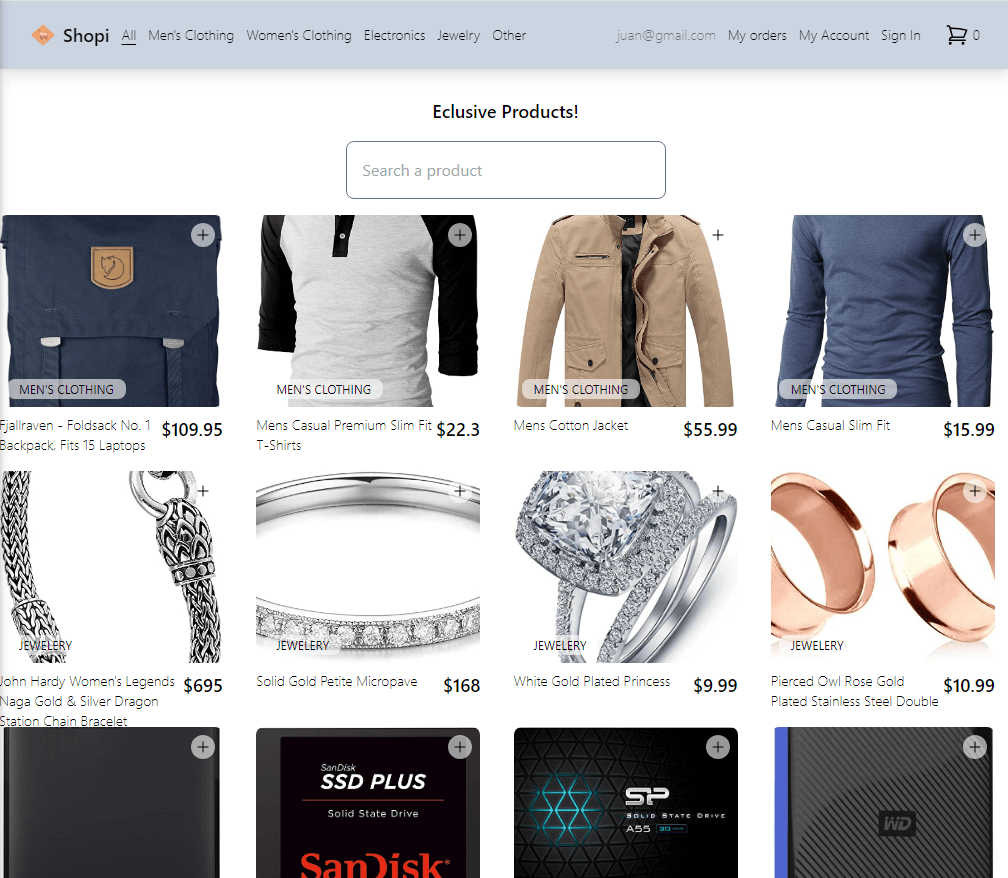 Shopi All Men's Clothing Women's Clothing Electronics Jewelry Other juan@gmail.com My orders My Account Sign In 0
Eclusive Products!
Search a product
MEN'S CLOTHING
Fjallraven - Foldsack No. 1 $109.95
Backpack, Fits 15 Laptops
MEN'S CLOTHING
Mens Casual Premium Slim Fit $22.3
T-Shirts
MEN'S CLOTHING
Mens Cotton Jacket $55.99
MEN'S CLOTHING
Mens Casual Slim Fit $15.99
JEWELERY
John Hardy Women's Legends $695
Naga Gold & Silver Dragon
Station Chain Bracelet
JEWELERY
Solid Gold Petite Micropave $168
JEWELERY
White Gold Plated Princess $9.99
JEWELERY
Pierced Owl Rose Gold $10.99
Plated Stainless Steel Double
SanDisk
SSD PLUS
Solid State Drive
SanDisk
SP
SOLID STATE DRIVE
A55
WD